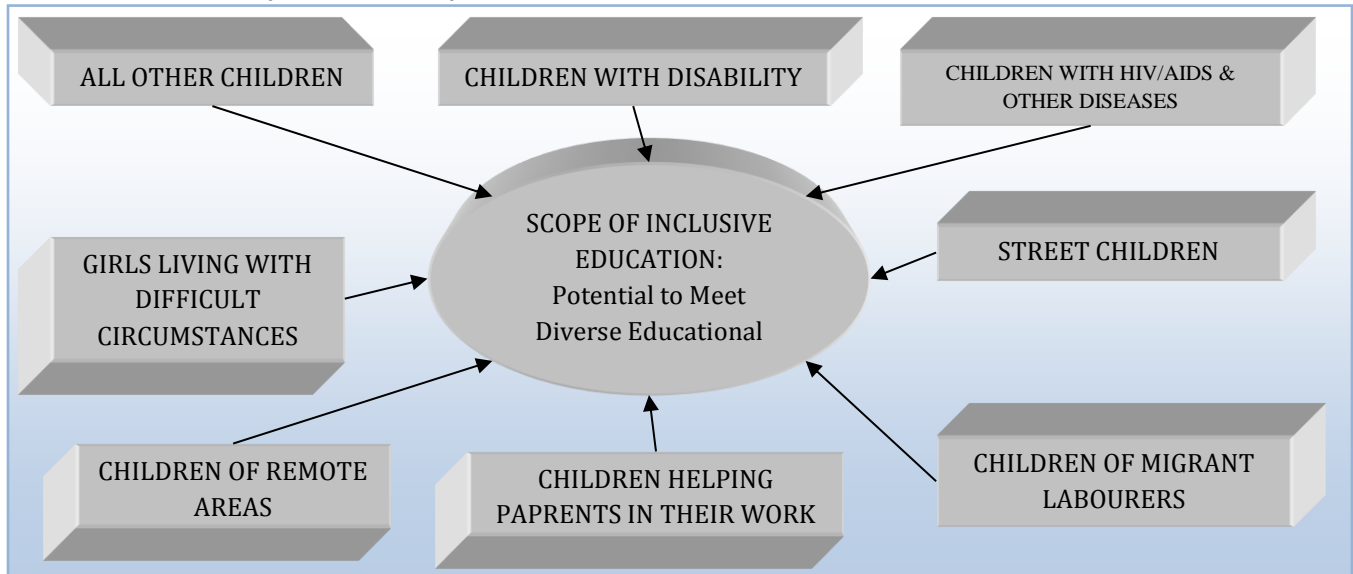 ALL OTHER CHILDREN
CHILDREN WITH DISABILITY
CHILDREN WITH HIV/AIDS &
OTHER DISEASES
SCOPE OF INCLUSIVE
EDUCATION:
Potential to Meet
Diverse Educational
GIRLS LIVING WITH
DIFFICULT
CIRCUMSTANCES
STREET CHILDREN
CHILDREN OF REMOTE
AREAS
CHILDREN HELPING
PAPRENTS IN THEIR WORK
CHILDREN OF MIGRANT
LABOURERS